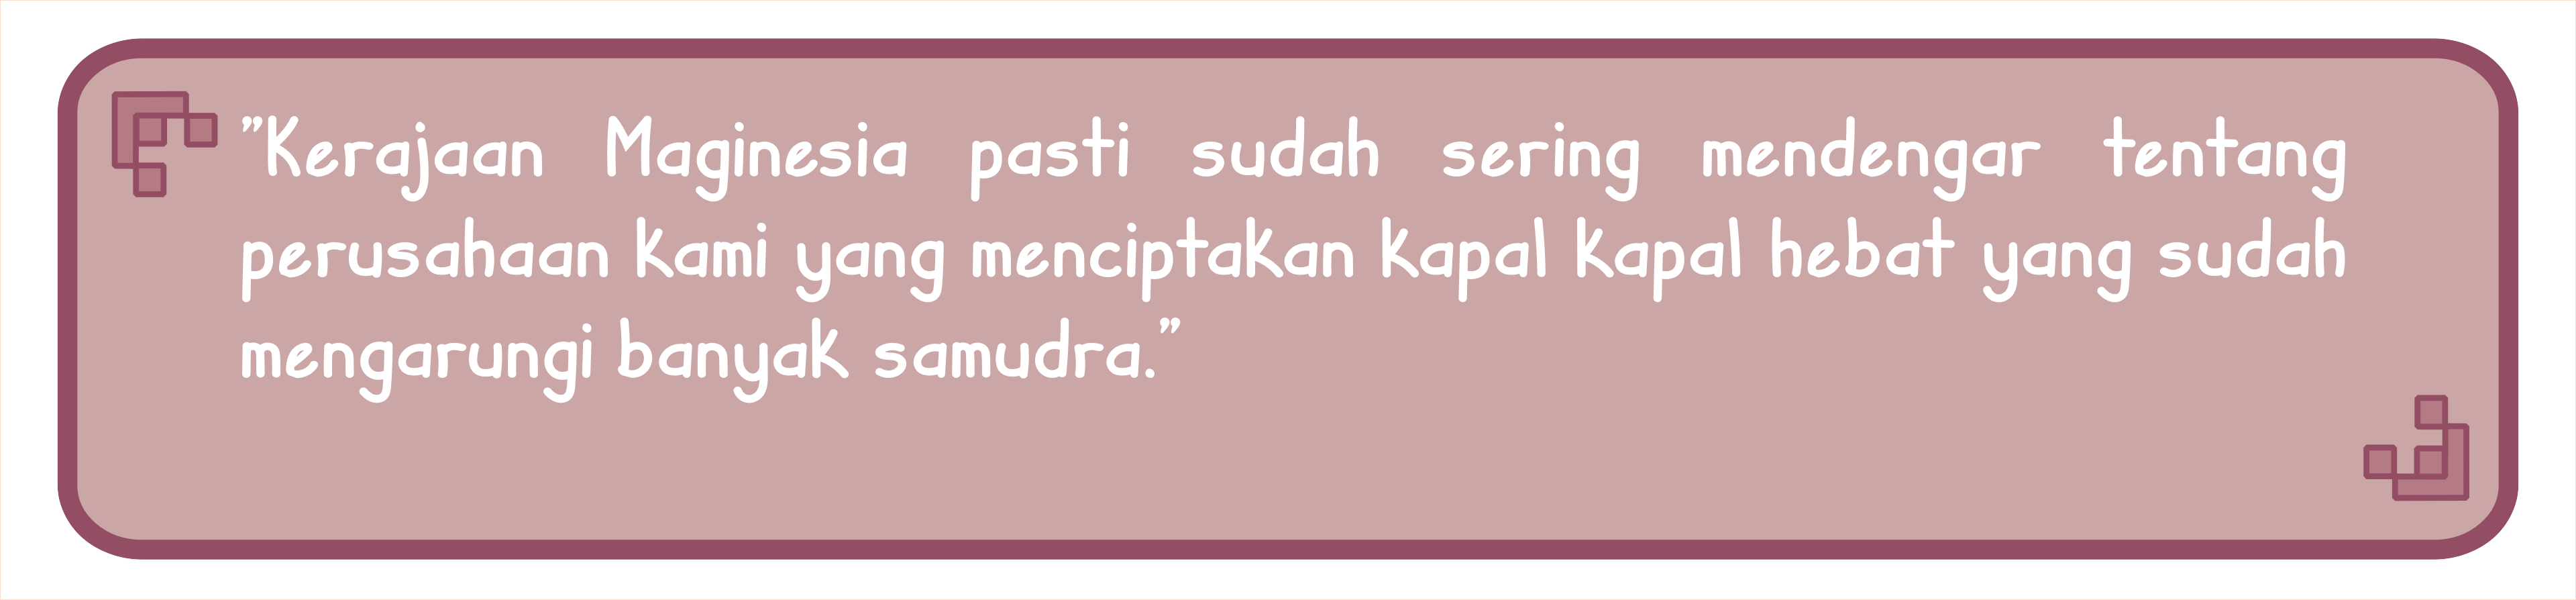 ”Kerajaan Maginesia pasti sudah sering mendengar tentang
perusahaan kami yang menciptakan kapal kapal hebat yang sudah
mengarungi banyak samudra.”